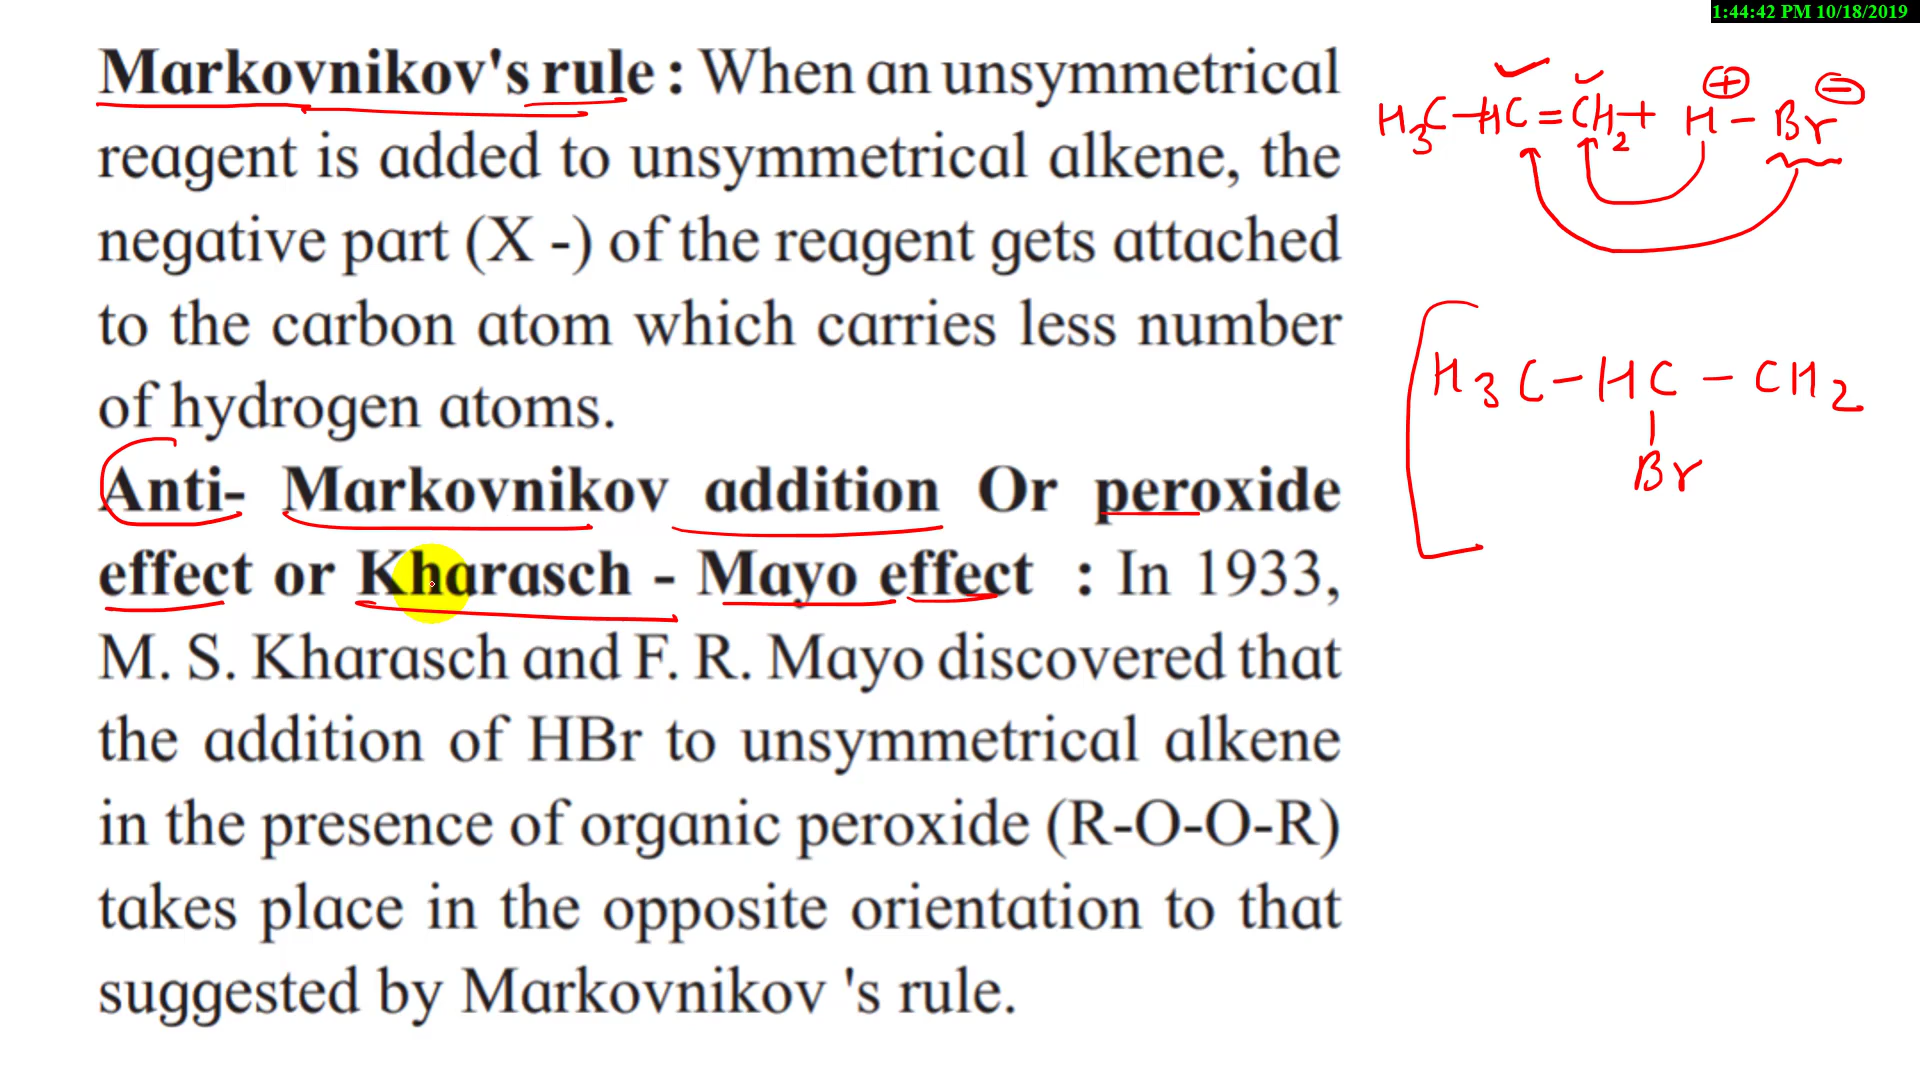 1:44:42 PM 10/18/2019
Markovnikov's rule : When an unsymmetrical
reagent is added to unsymmetrical alkene, the
negative part (X -) of the reagent gets attached
to the carbon atom which carries less number
of hydrogen atoms.
Anti- Markovnikov addition Or peroxide
effect or Kharasch - Mayo effect : In 1933,
M. S. Kharasch and F. R. Mayo discovered that
the addition of HBr to unsymmetrical alkene
in the presence of organic peroxide (R-O-O-R)
takes place in the opposite orientation to that
suggested by Markovnikov 's rule.
⊕ ⊖
H₃C-HC=CH₂+ H-Br
H₃C-HC-CH₂
|
Br